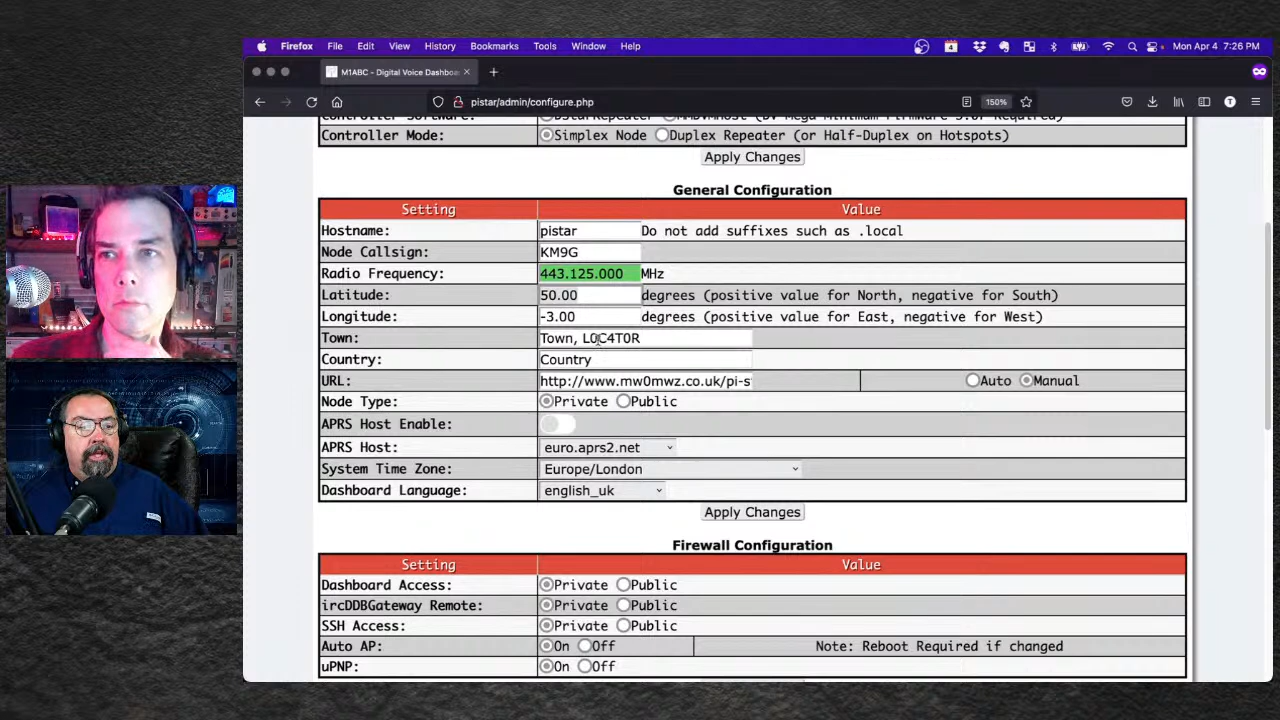 Firefox File Edit View History Bookmarks Tools Window Help 4 Mon Apr 4 7:26 PM
M1ABC - Digital Voice Dashboa
pistar/admin/configure.php 150% T
Controller Mode: Simplex Node Duplex Repeater (or Half-Duplex on Hotspots)
Apply Changes
General Configuration
Setting Value
Hostname: pistar Do not add suffixes such as .local
Node Callsign: KM9G
Radio Frequency: 443.125.000 MHz
Latitude: 50.00 degrees (positive value for North, negative for South)
Longitude: -3.00 degrees (positive value for East, negative for West)
Town: Town, L0C4T0R
Country: Country
URL: http://www.mw0mwz.co.uk/pi-s Auto Manual
Node Type: Private Public
APRS Host Enable:
APRS Host: euro.aprs2.net
System Time Zone: Europe/London
Dashboard Language: english_uk
Apply Changes
Firewall Configuration
Setting Value
Dashboard Access: Private Public
ircDDBGateway Remote: Private Public
SSH Access: Private Public
Auto AP: On Off Note: Reboot Required if changed
uPNP: On Off